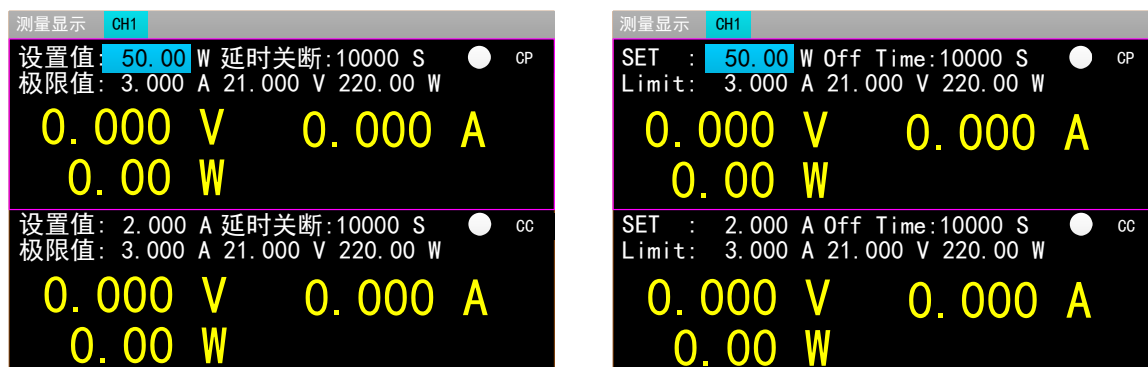 测量显示 CH1
设置值: 50.00 W 延时关断:10000 S CP
极限值: 3.000 A 21.000 V 220.00 W
0.000 V 0.000 A
0.00 W
设置值: 2.000 A 延时关断:10000 S CC
极限值: 3.000 A 21.000 V 220.00 W
0.000 V 0.000 A
0.00 W
测量显示 CH1
SET : 50.00 W Off Time:10000 S CP
Limit: 3.000 A 21.000 V 220.00 W
0.000 V 0.000 A
0.00 W
SET : 2.000 A Off Time:10000 S CC
Limit: 3.000 A 21.000 V 220.00 W
0.000 V 0.000 A
0.00 W